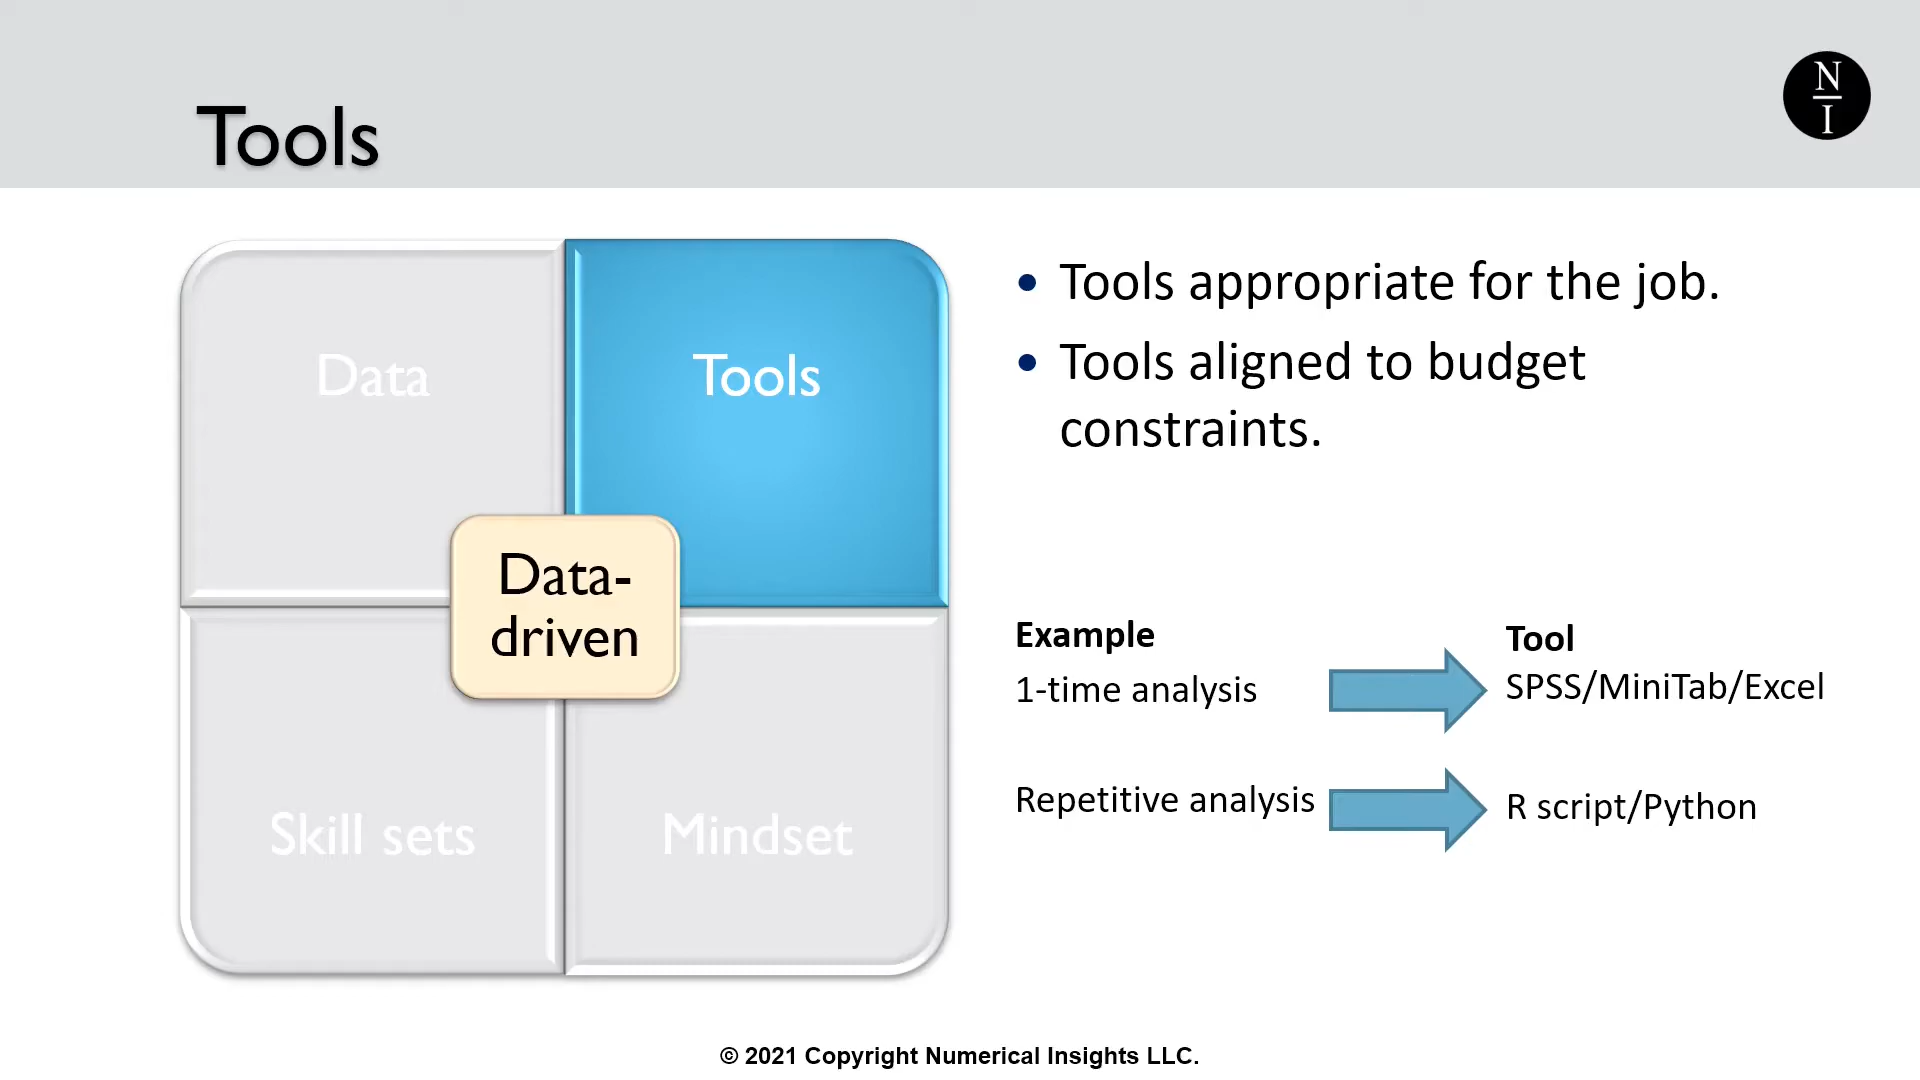 N
I
Tools
Data
Tools
Data-
driven
Skill sets
Mindset
• Tools appropriate for the job.
• Tools aligned to budget
constraints.
Example
Tool
1-time analysis
SPSS/MiniTab/Excel
Repetitive analysis
R script/Python
© 2021 Copyright Numerical Insights LLC.